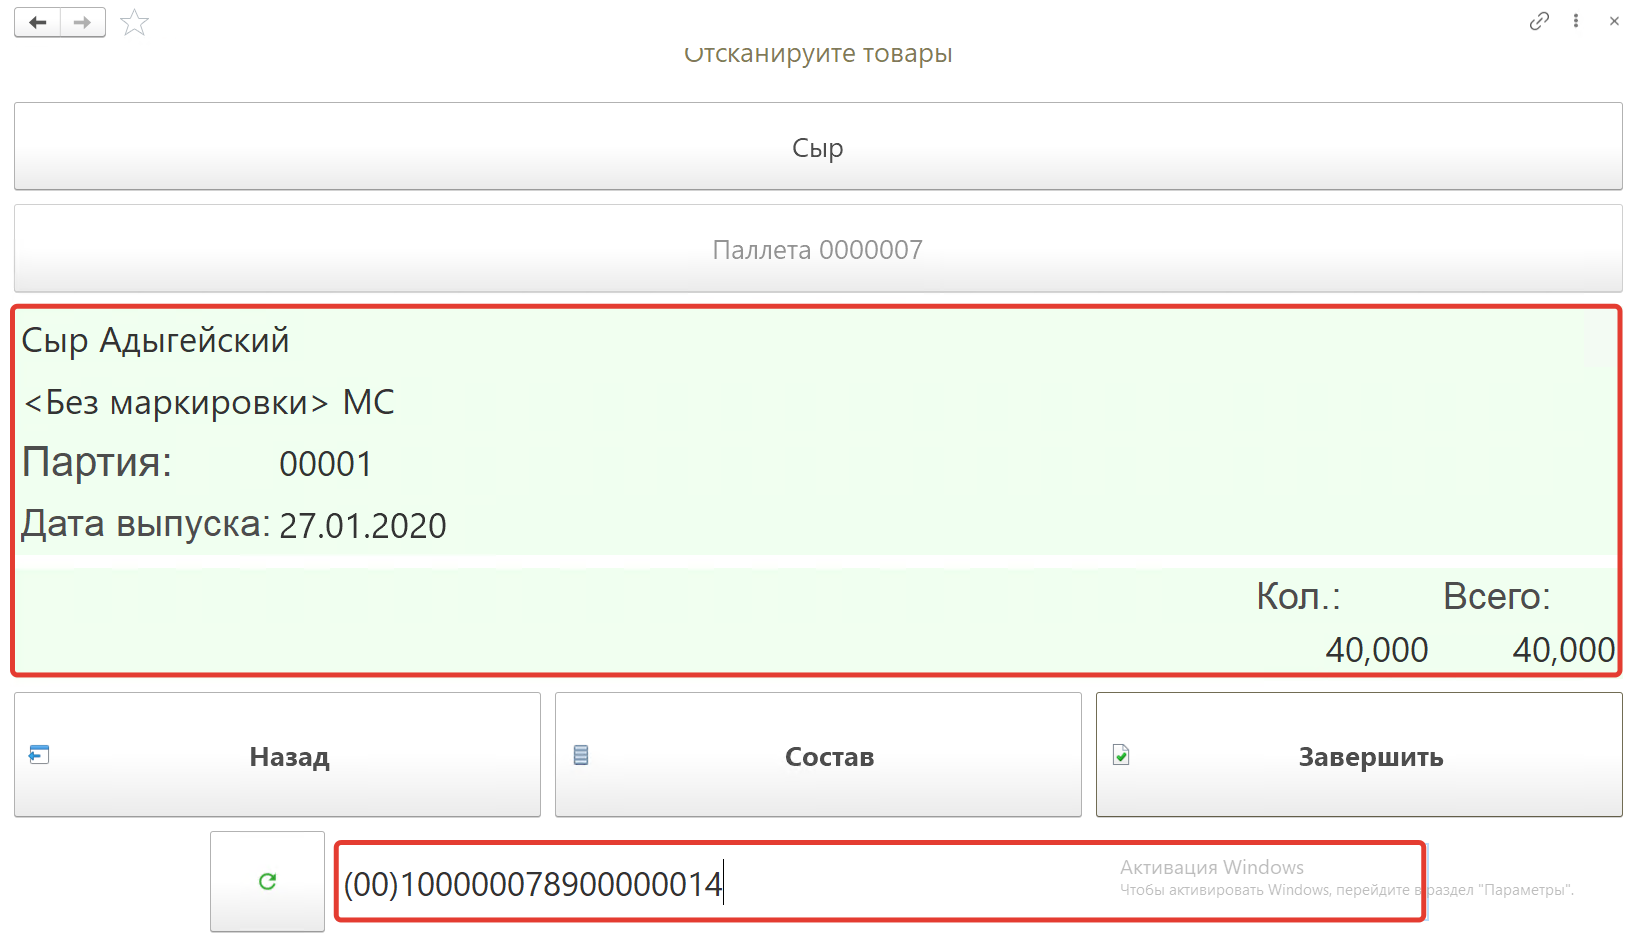 Отсканируйте товары
Сыр
Паллета 0000007
Сыр Адыгейский
<Без маркировки> МС
Партия: 00001
Дата выпуска: 27.01.2020
Кол.: Всего:
40,000 40,000
Назад Состав Завершить
(00)100000078900000014
Активация Windows
Чтобы активировать Windows, перейдите в раздел "Параметры".